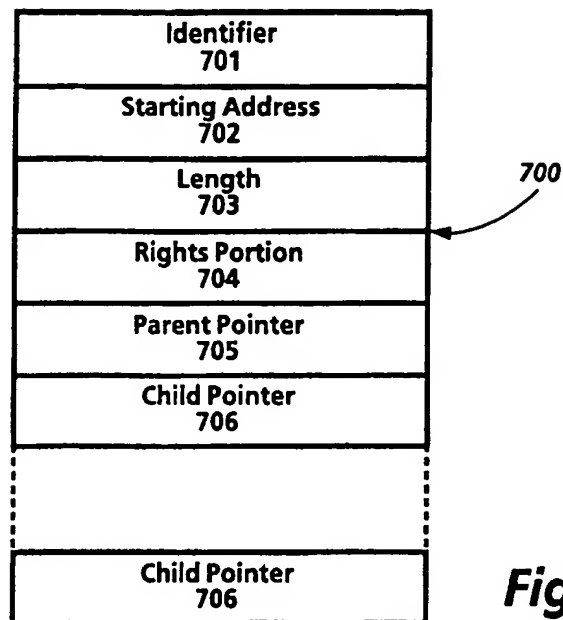 Identifier
701
Starting Address
702
Length
703
700
Rights Portion
704
Parent Pointer
705
Child Pointer
706
Child Pointer
706
Fig